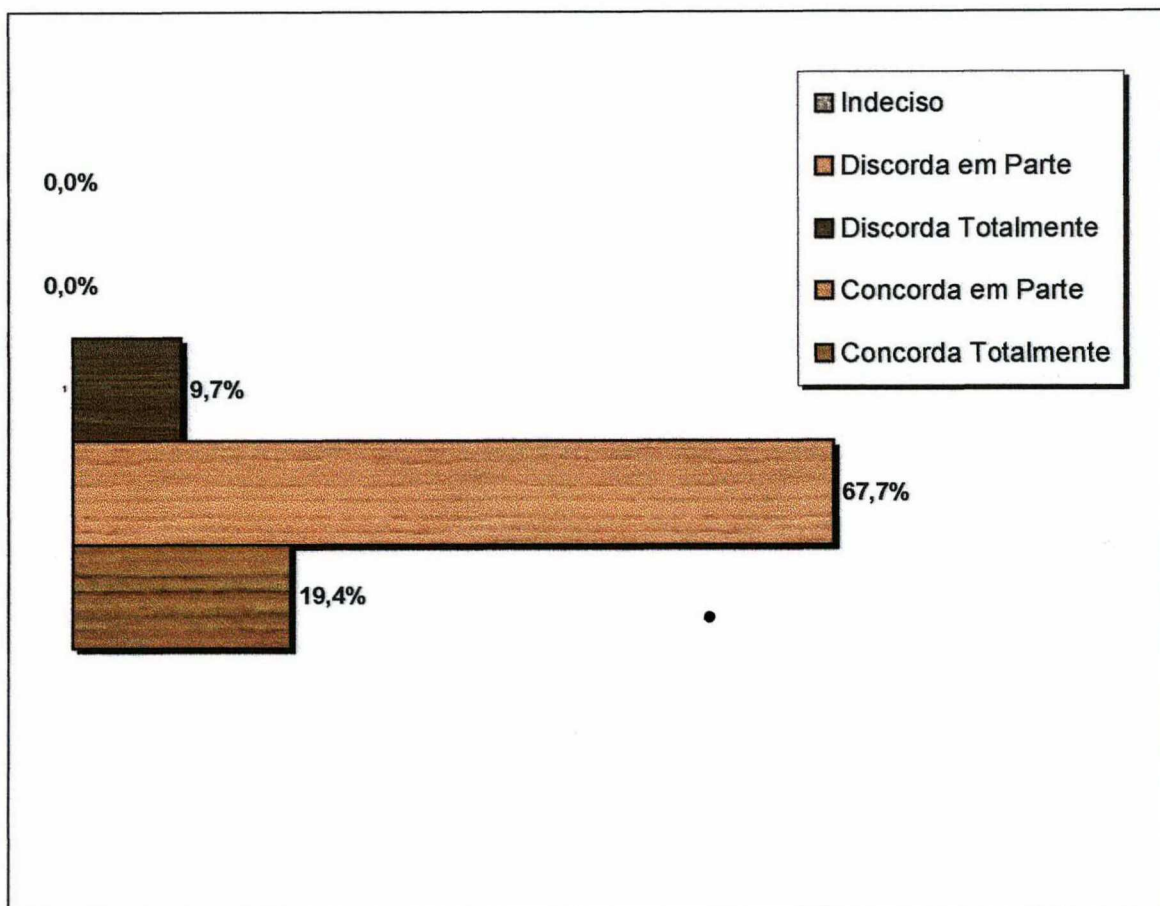 Indeciso
Discorda em Parte
Discorda Totalmente
Concorda em Parte
Concorda Totalmente
0,0%
0,0%
1
9,7%
67,7%
19,4%